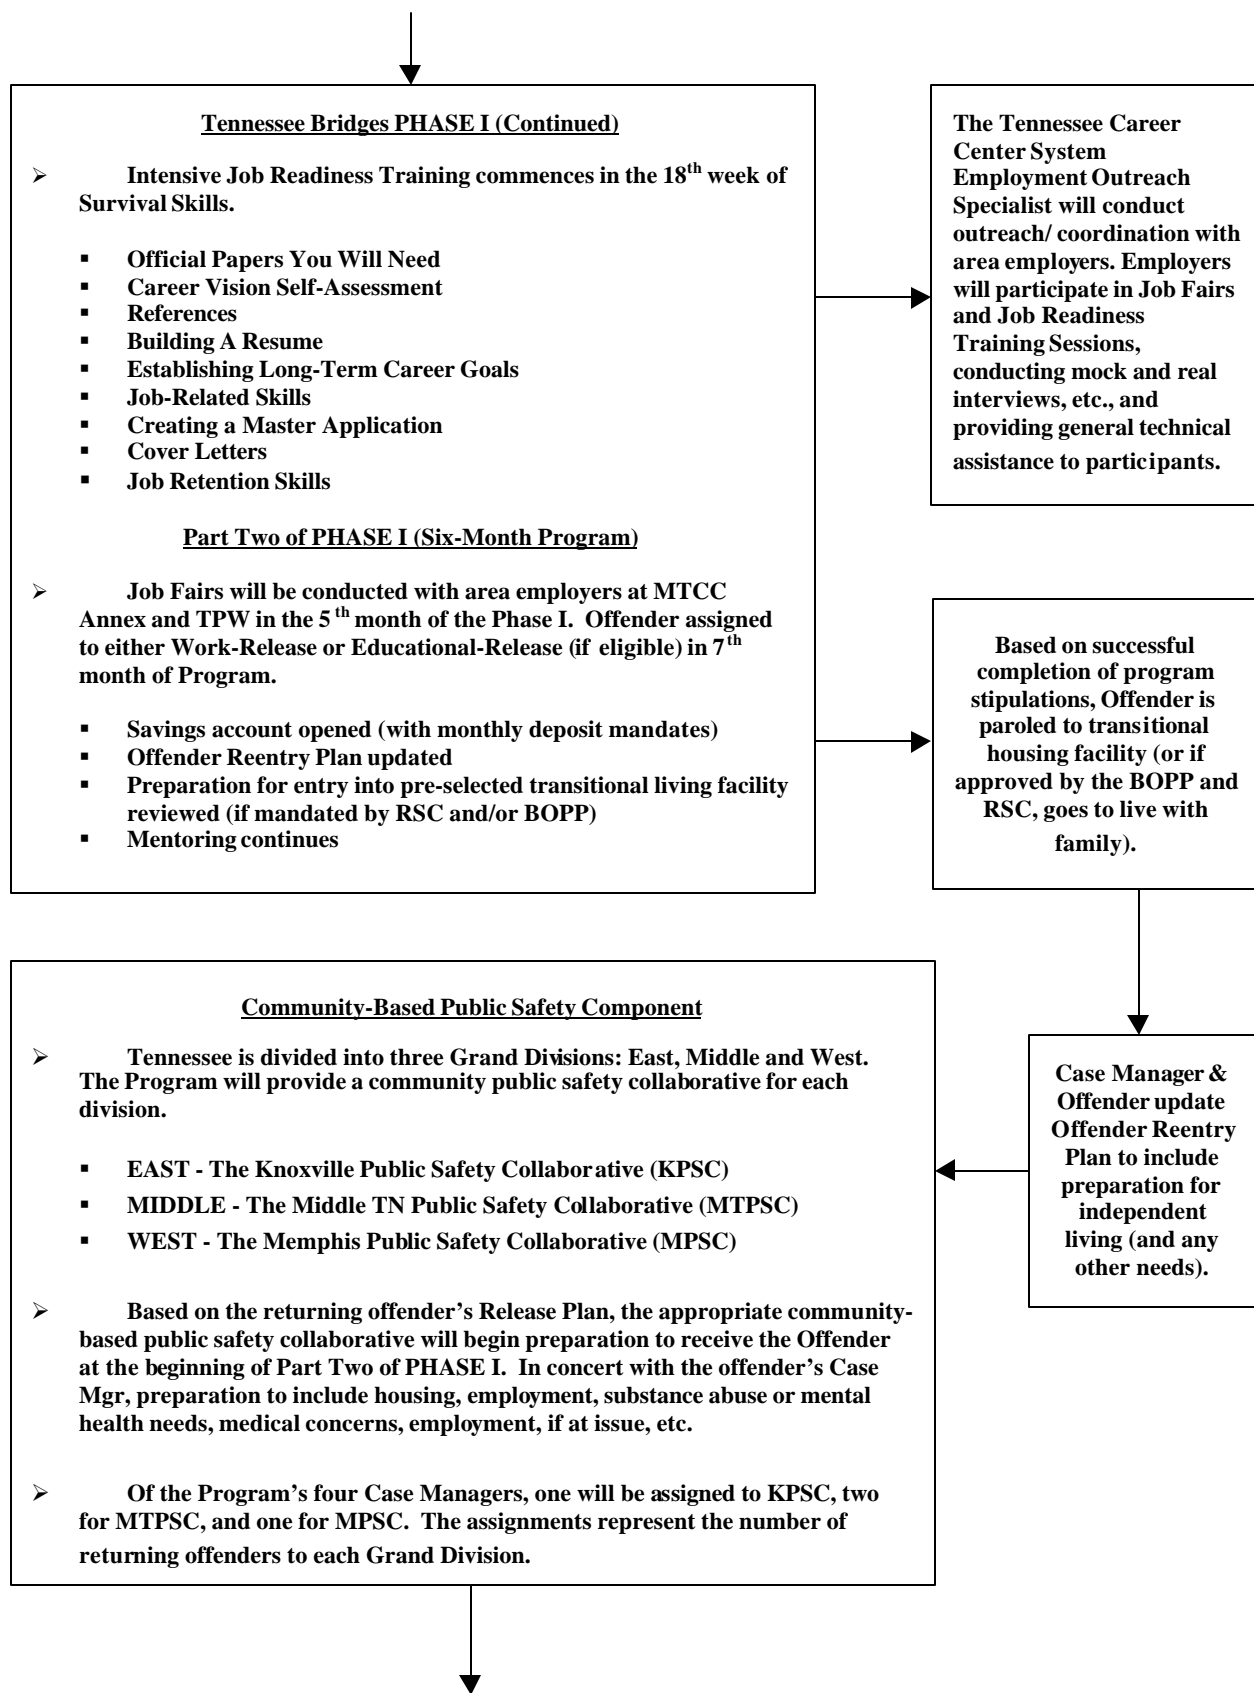 Tennessee Bridges PHASE I (Continued)
➢ Intensive Job Readiness Training commences in the 18th week of
Survival Skills.
▪ Official Papers You Will Need
▪ Career Vision Self-Assessment
▪ References
▪ Building A Resume
▪ Establishing Long-Term Career Goals
▪ Job-Related Skills
▪ Creating a Master Application
▪ Cover Letters
▪ Job Retention Skills
Part Two of PHASE I (Six-Month Program)
➢ Job Fairs will be conducted with area employers at MTCC
Annex and TPW in the 5th month of the Phase I. Offender assigned
to either Work-Release or Educational-Release (if eligible) in 7th
month of Program.
▪ Savings account opened (with monthly deposit mandates)
▪ Offender Reentry Plan updated
▪ Preparation for entry into pre-selected transitional living facility
reviewed (if mandated by RSC and/or BOPP)
▪ Mentoring continues
The Tennessee Career
Center System
Employment Outreach
Specialist will conduct
outreach/ coordination with
area employers. Employers
will participate in Job Fairs
and Job Readiness
Training Sessions,
conducting mock and real
interviews, etc., and
providing general technical
assistance to participants.
Based on successful
completion of program
stipulations, Offender is
paroled to transitional
housing facility (or if
approved by the BOPP and
RSC, goes to live with
family).
Case Manager &
Offender update
Offender Reentry
Plan to include
preparation for
independent
living (and any
other needs).
Community-Based Public Safety Component
➢ Tennessee is divided into three Grand Divisions: East, Middle and West.
The Program will provide a community public safety collaborative for each
division.
▪ EAST - The Knoxville Public Safety Collaborative (KPSC)
▪ MIDDLE - The Middle TN Public Safety Collaborative (MTPSC)
▪ WEST - The Memphis Public Safety Collaborative (MPSC)
➢ Based on the returning offender’s Release Plan, the appropriate community-
based public safety collaborative will begin preparation to receive the Offender
at the beginning of Part Two of PHASE I. In concert with the offender’s Case
Mgr, preparation to include housing, employment, substance abuse or mental
health needs, medical concerns, employment, if at issue, etc.
➢ Of the Program’s four Case Managers, one will be assigned to KPSC, two
for MTPSC, and one for MPSC. The assignments represent the number of
returning offenders to each Grand Division.